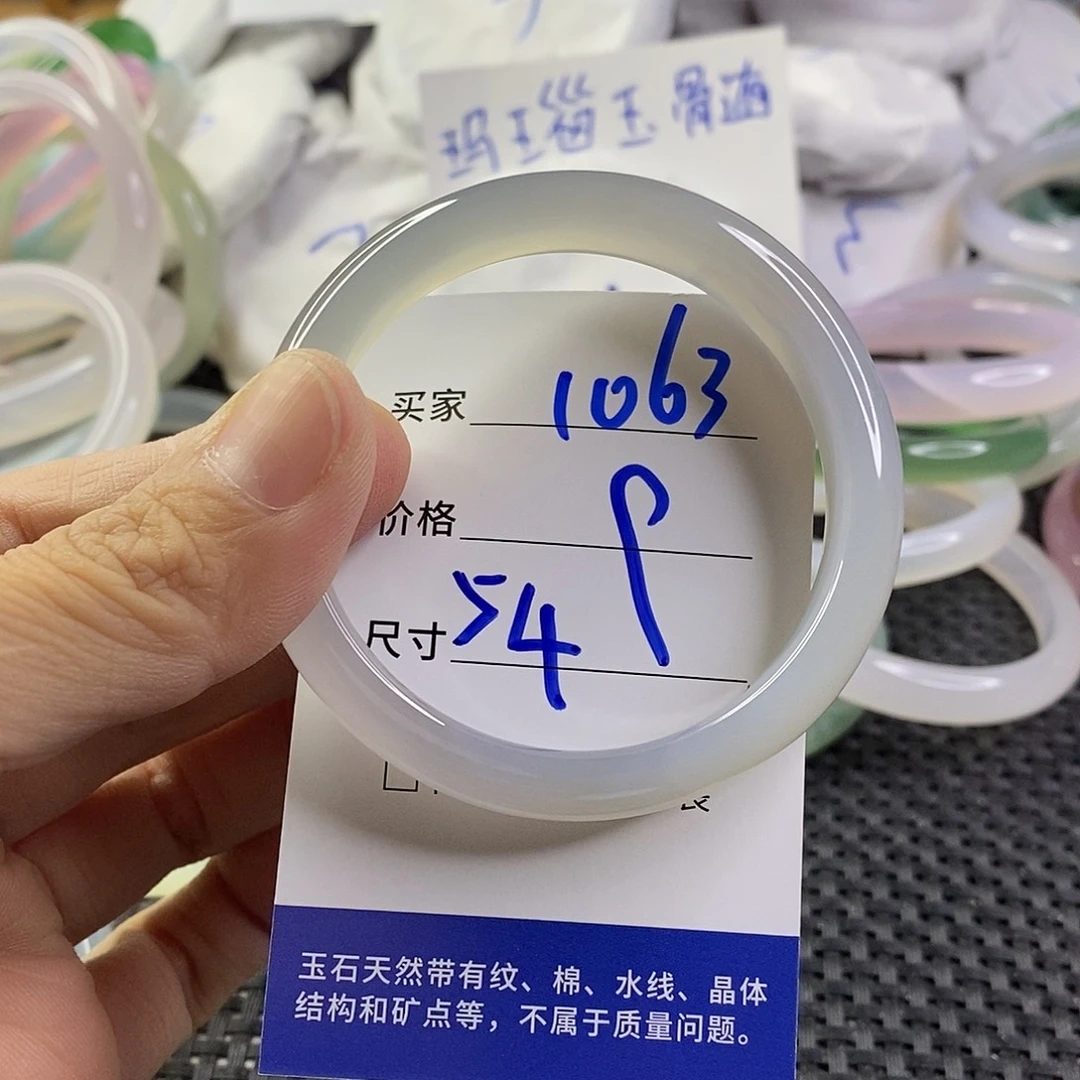 玛瑙玉骨髓
买家 1063
价格
尺寸 54
玉石天然带有纹、棉、水线、晶体
结构和矿点等，不属于质量问题。